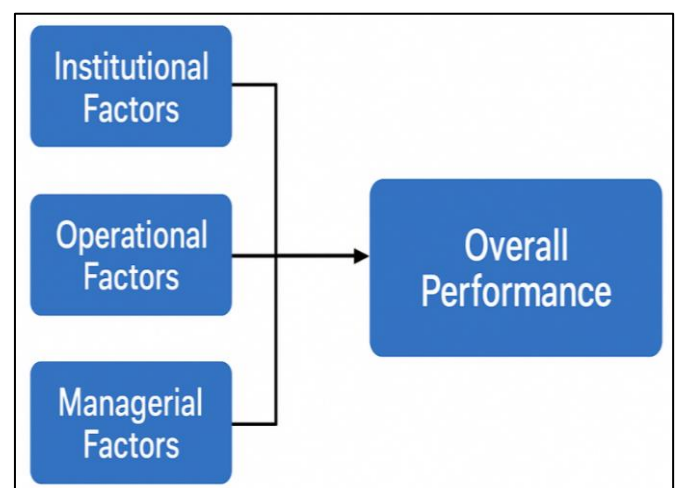 Institutional
Factors
Operational
Factors
Overall
Performance
Managerial
Factors